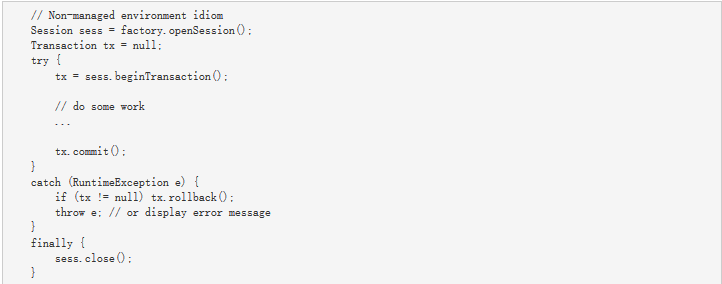 // Non-managed environment idiom
Session sess = factory.openSession();
Transaction tx = null;
try {
    tx = sess.beginTransaction();
    // do some work
    ...
    tx.commit();
}
catch (RuntimeException e) {
    if (tx != null) tx.rollback();
    throw e; // or display error message
}
finally {
    sess.close();
}